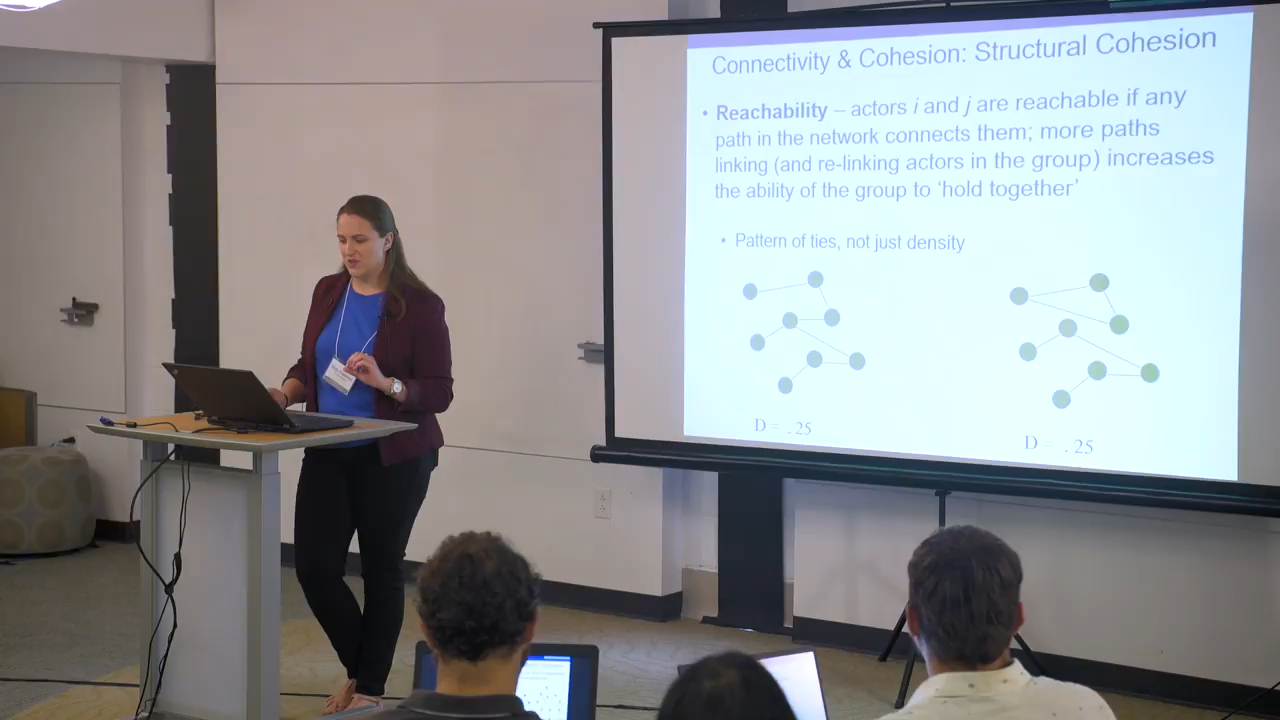 Connectivity & Cohesion: Structural Cohesion
• Reachability – actors i and j are reachable if any
path in the network connects them; more paths
linking (and re-linking actors in the group) increases
the ability of the group to ‘hold together’
• Pattern of ties, not just density
D = .25
D = .25